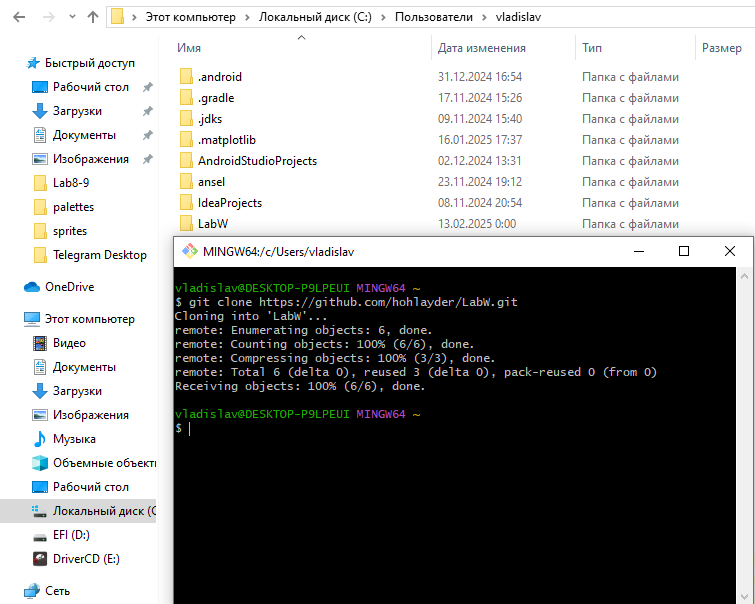 Этот компьютер > Локальный диск (C:) > Пользователи > vladislav
Имя Дата изменения Тип Размер
Быстрый доступ
Рабочий стол
Загрузки
Документы
Изображения
Lab8-9
palettes
sprites
Telegram Desktop
OneDrive
Этот компьютер
Видео
Документы
Загрузки
Изображения
Музыка
Объемные объекты
Рабочий стол
Локальный диск (C
EFI (D:)
DriverCD (E:)
Сеть
.android 31.12.2024 16:54 Папка с файлами
.gradle 17.11.2024 15:26 Папка с файлами
.jdks 09.11.2024 15:40 Папка с файлами
.matplotlib 16.01.2025 17:37 Папка с файлами
AndroidStudioProjects 02.12.2024 13:31 Папка с файлами
ansel 23.11.2024 19:12 Папка с файлами
IdeaProjects 08.11.2024 20:54 Папка с файлами
LabW 13.02.2025 0:00 Папка с файлами
MINGW64:/c/Users/vladislav
vladislav@DESKTOP-P9LPEUI MINGW64 ~
$ git clone https://github.com/hohlayder/LabW.git
Cloning into 'LabW'...
remote: Enumerating objects: 6, done.
remote: Counting objects: 100% (6/6), done.
remote: Compressing objects: 100% (3/3), done.
remote: Total 6 (delta 0), reused 3 (delta 0), pack-reused 0 (from 0)
Receiving objects: 100% (6/6), done.
vladislav@DESKTOP-P9LPEUI MINGW64 ~
$